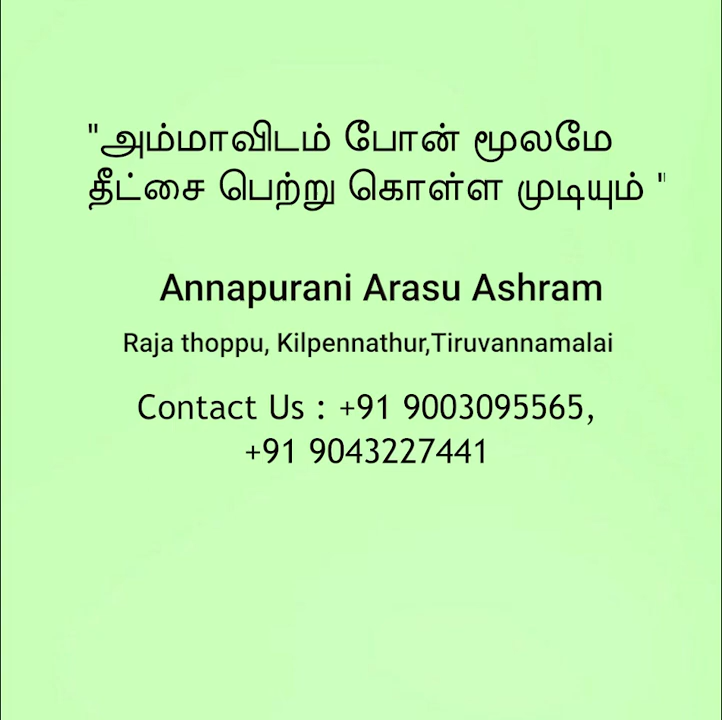 "அம்மாவிடம் போன் மூலமே
தீட்சை பெற்று கொள்ள முடியும் "
Annapurani Arasu Ashram
Raja thoppu, Kilpennathur,Tiruvannamalai
Contact Us : +91 9003095565,
+91 9043227441